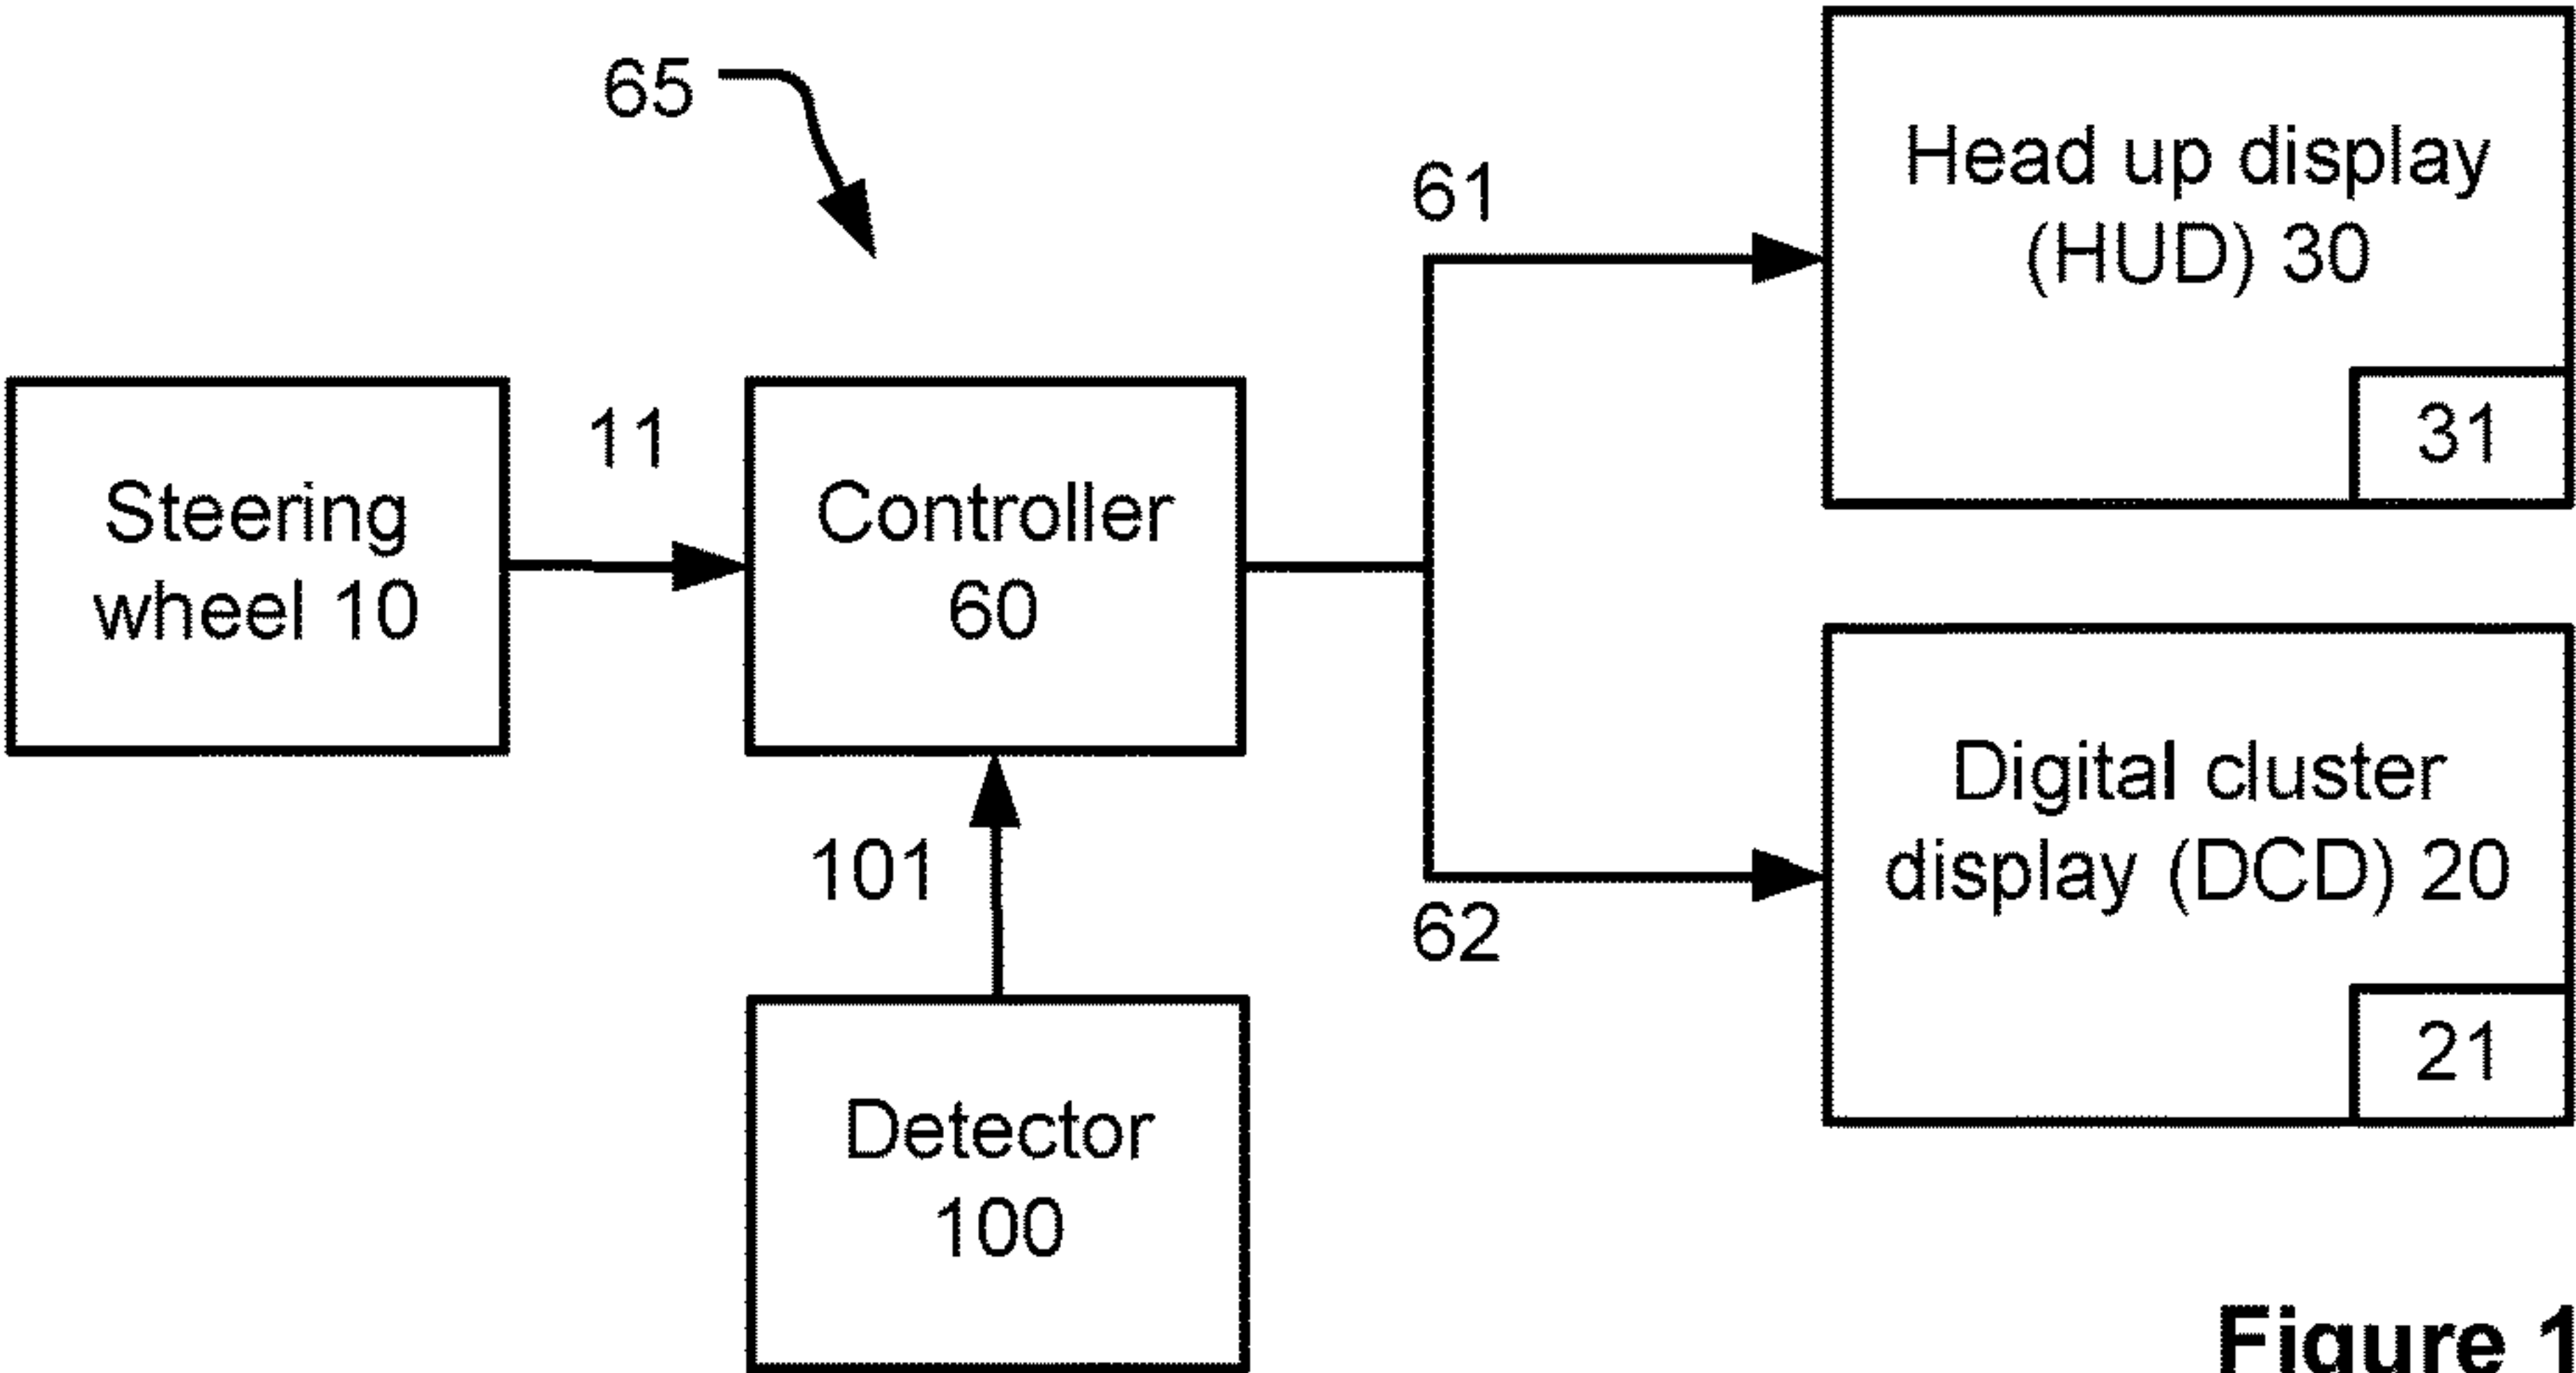 65
61
Head up display
(HUD) 30
31
Steering
wheel 10
11
Controller
60
101
62
Digital cluster
display (DCD) 20
21
Detector
100
Figure 1